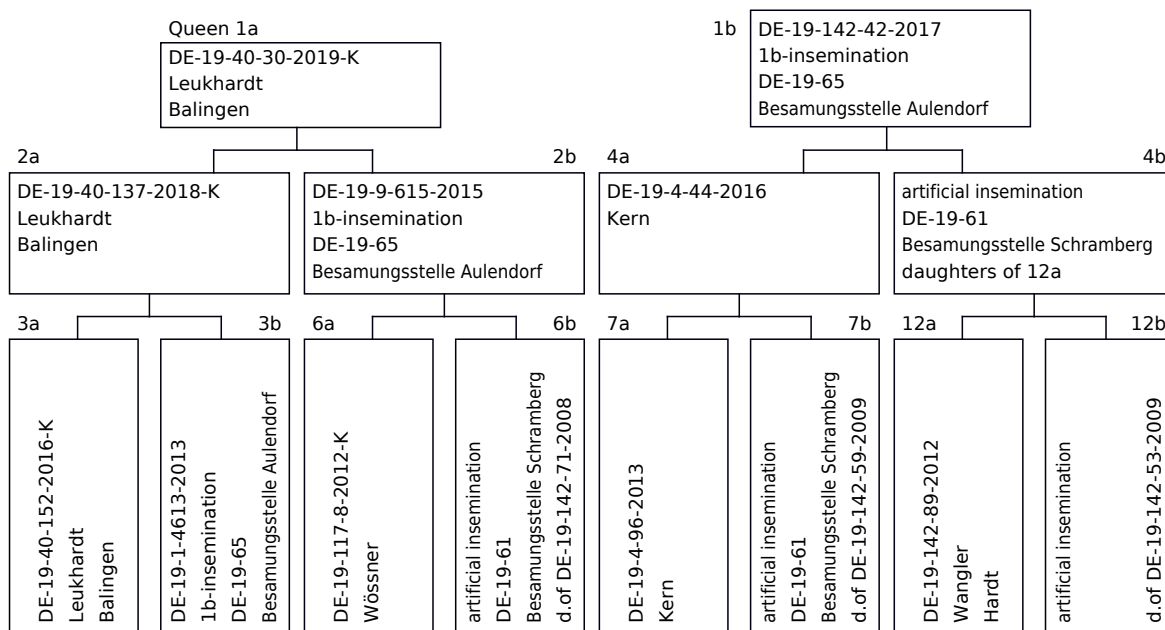 Queen 1a
DE-19-40-30-2019-K
Leukhardt
Balingen
1b
DE-19-142-42-2017
1b-insemination
DE-19-65
Besamungsstelle Aulendorf
2a
DE-19-40-137-2018-K
Leukhardt
Balingen
2b
DE-19-9-615-2015
1b-insemination
DE-19-65
Besamungsstelle Aulendorf
4a
DE-19-4-44-2016
Kern
4b
artificial insemination
DE-19-61
Besamungsstelle Schramberg
daughters of 12a
3a
DE-19-40-152-2016-K
Leukhardt
Balingen
3b
DE-19-1-4613-2013
1b-insemination
DE-19-65
Besamungsstelle Aulendorf
6a
DE-19-117-8-2012-K
Wössner
6b
artificial insemination
DE-19-61
Besamungsstelle Schramberg
d.of DE-19-142-71-2008
7a
DE-19-4-96-2013
Kern
7b
artificial insemination
DE-19-61
Besamungsstelle Schramberg
d.of DE-19-142-59-2009
12a
DE-19-142-89-2012
Wangler
Hardt
12b
artificial insemination
d.of DE-19-142-53-2009